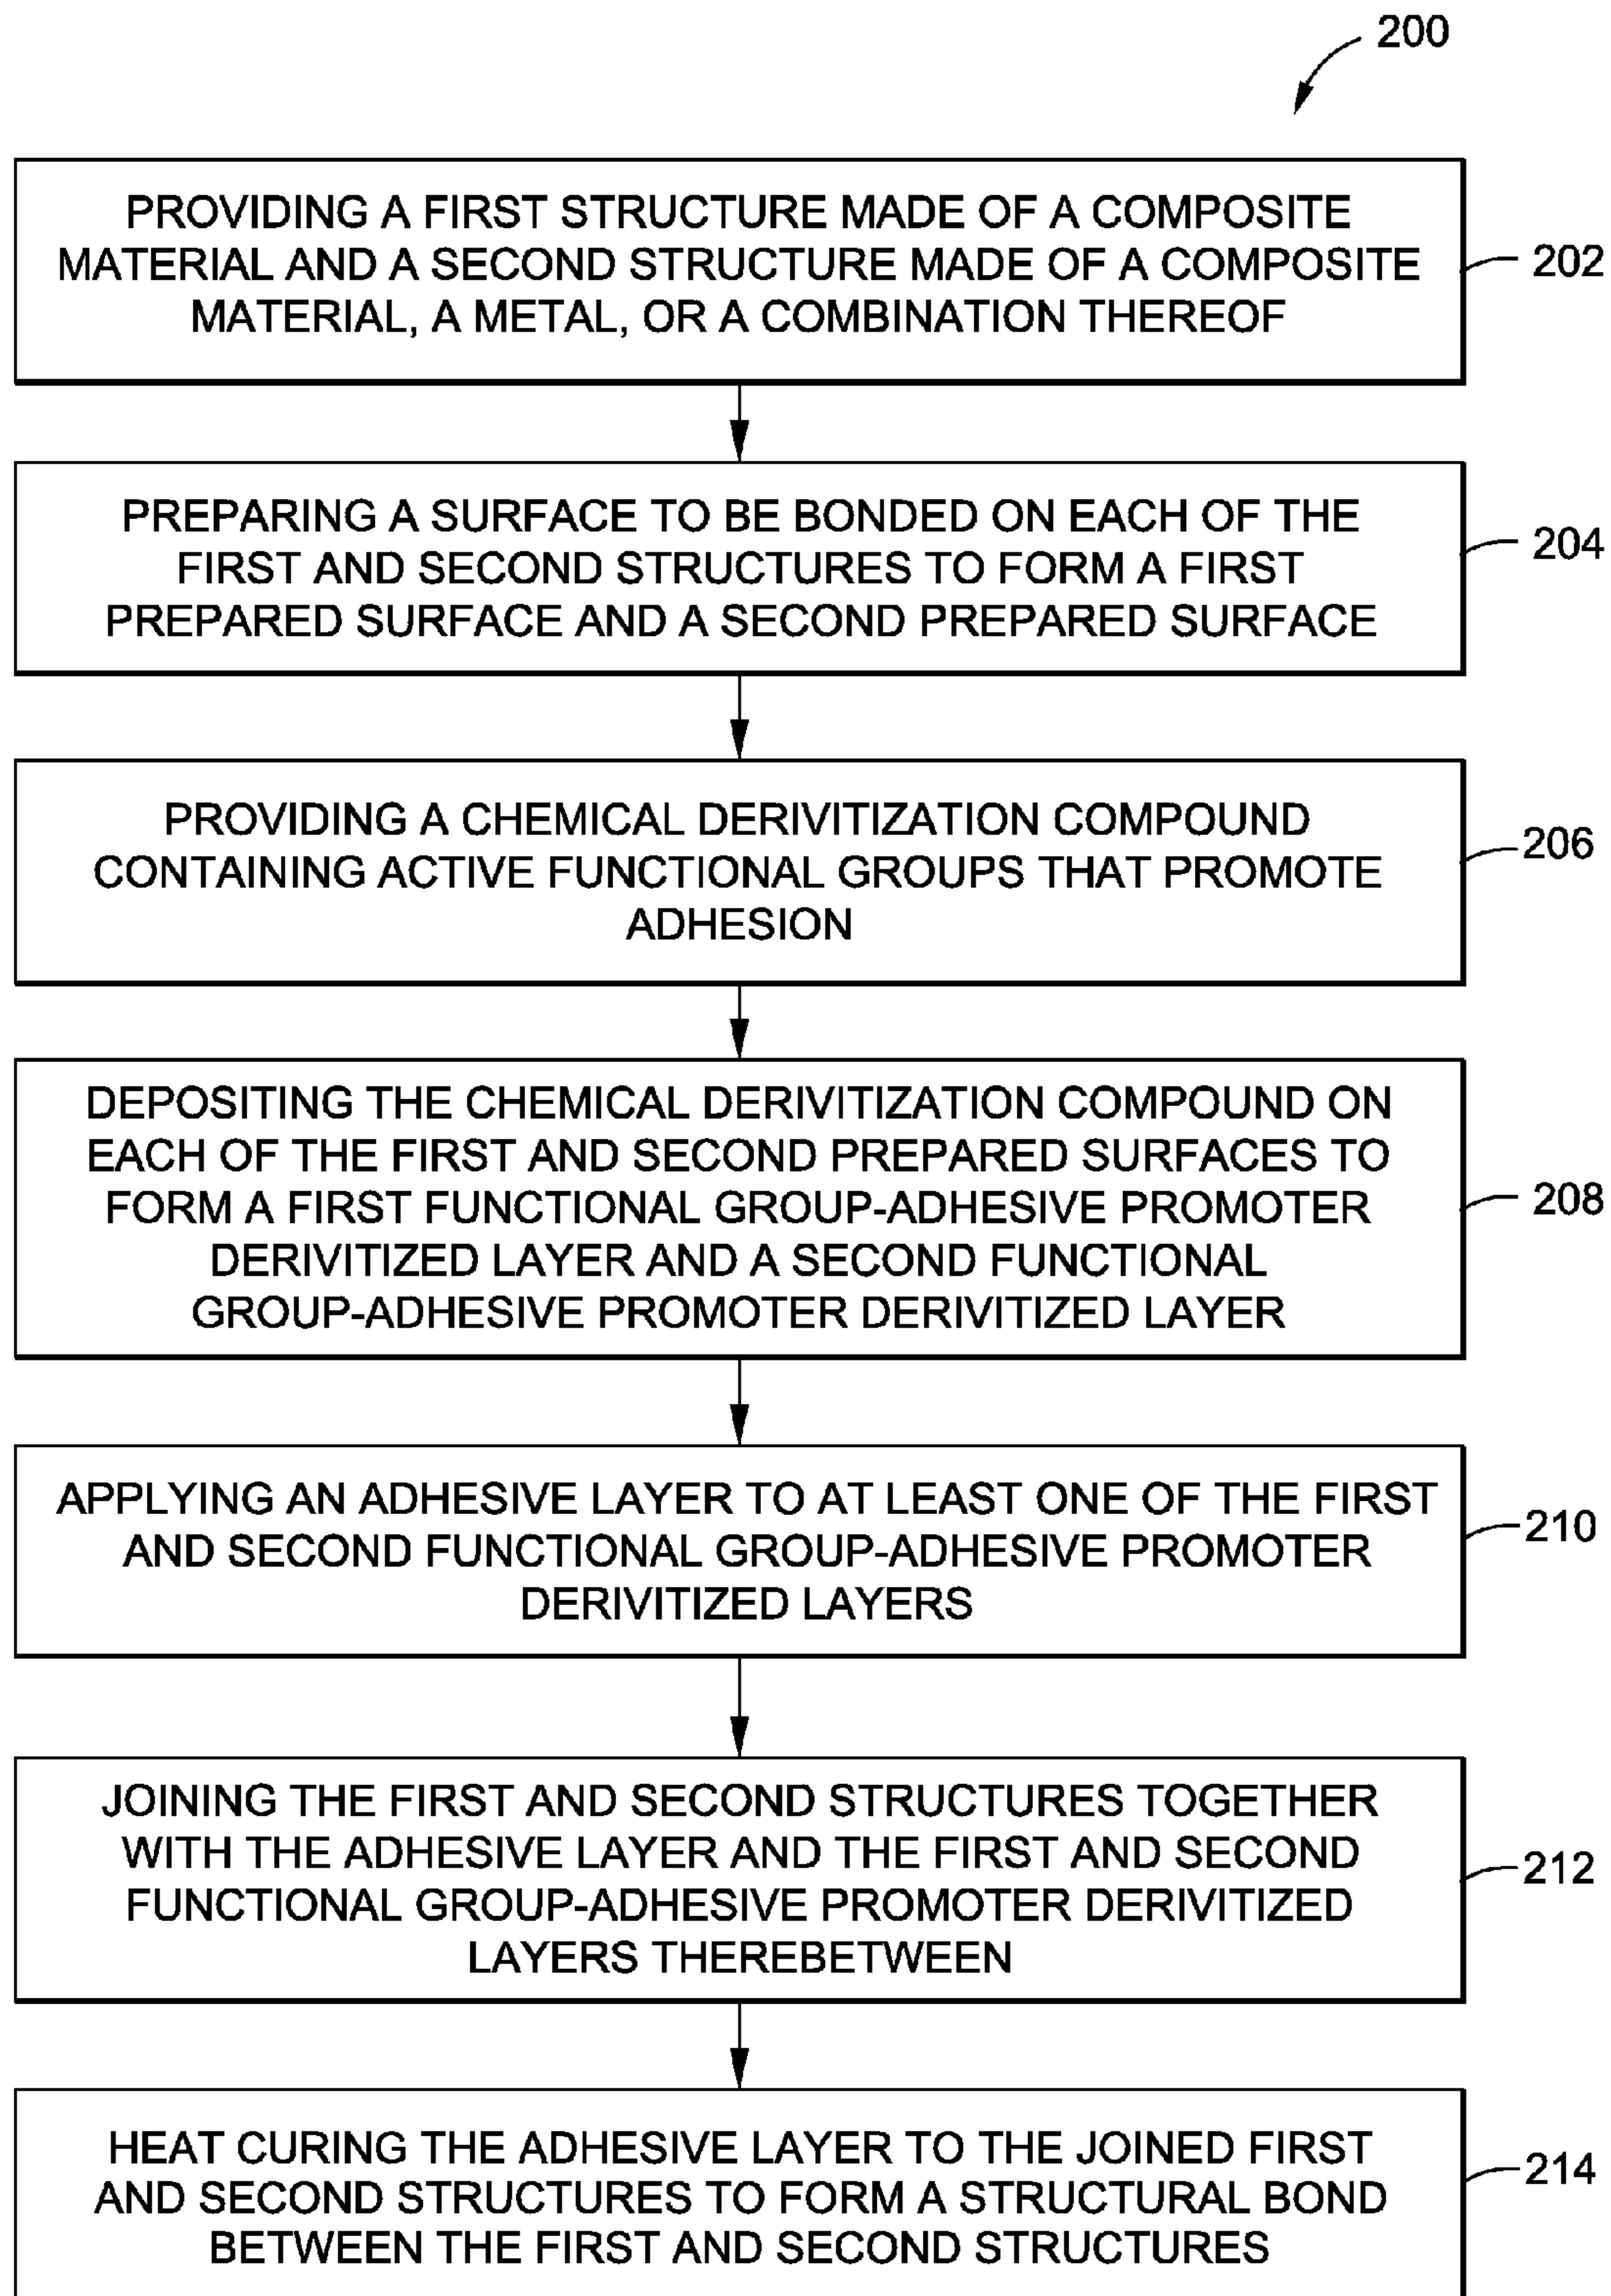 200
PROVIDING A FIRST STRUCTURE MADE OF A COMPOSITE
MATERIAL AND A SECOND STRUCTURE MADE OF A COMPOSITE
MATERIAL, A METAL, OR A COMBINATION THEREOF
202
PREPARING A SURFACE TO BE BONDED ON EACH OF THE
FIRST AND SECOND STRUCTURES TO FORM A FIRST
PREPARED SURFACE AND A SECOND PREPARED SURFACE
204
PROVIDING A CHEMICAL DERIVITIZATION COMPOUND
CONTAINING ACTIVE FUNCTIONAL GROUPS THAT PROMOTE
ADHESION
206
DEPOSITING THE CHEMICAL DERIVITIZATION COMPOUND ON
EACH OF THE FIRST AND SECOND PREPARED SURFACES TO
FORM A FIRST FUNCTIONAL GROUP-ADHESIVE PROMOTER
DERIVITIZED LAYER AND A SECOND FUNCTIONAL
GROUP-ADHESIVE PROMOTER DERIVITIZED LAYER
208
APPLYING AN ADHESIVE LAYER TO AT LEAST ONE OF THE FIRST
AND SECOND FUNCTIONAL GROUP-ADHESIVE PROMOTER
DERIVITIZED LAYERS
210
JOINING THE FIRST AND SECOND STRUCTURES TOGETHER
WITH THE ADHESIVE LAYER AND THE FIRST AND SECOND
FUNCTIONAL GROUP-ADHESIVE PROMOTER DERIVITIZED
LAYERS THEREBETWEEN
212
HEAT CURING THE ADHESIVE LAYER TO THE JOINED FIRST
AND SECOND STRUCTURES TO FORM A STRUCTURAL BOND
BETWEEN THE FIRST AND SECOND STRUCTURES
214